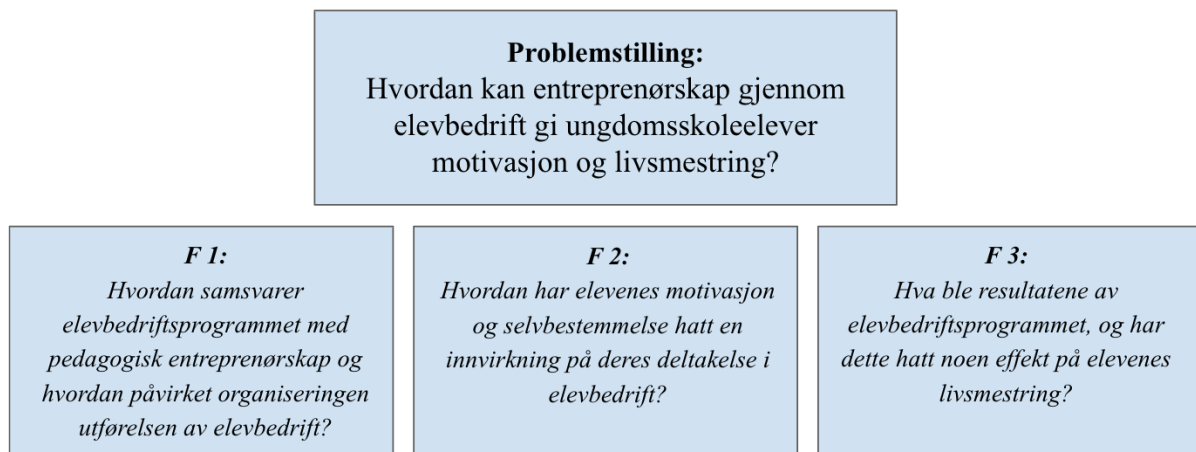 Problemstilling:
Hvordan kan entreprenørskap gjennom
elevbedrift gi ungdomsskoleelever
motivasjon og livsmestring?
F 1:
Hvordan samsvarer
elevbedriftsprogrammet med
pedagogisk entreprenørskap og
hvordan påvirket organiseringen
utførelsen av elevbedrift?
F 2:
Hvordan har elevenes motivasjon
og selvbestemmelse hatt en
innvirkning på deres deltakelse i
elevbedrift?
F 3:
Hva ble resultatene av
elevbedriftsprogrammet, og har
dette hatt noen effekt på elevenes
livsmestring?